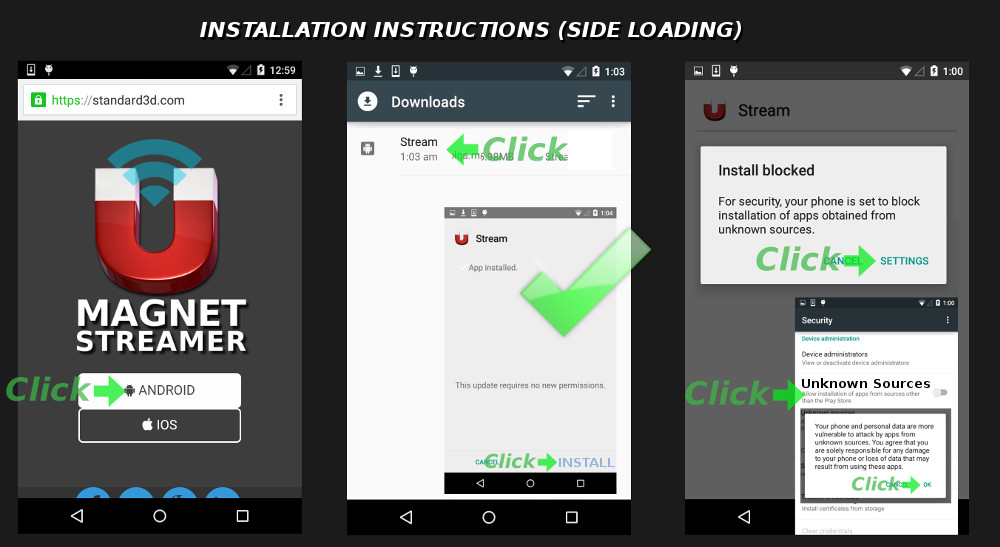 INSTALLATION INSTRUCTIONS (SIDE LOADING)
12:59
https://standard3d.com
MAGNET
STREAMER
Click
ANDROID
IOS
1:03
Downloads
Stream
Click
1:03 am
1:04
Stream
App installed.
This update requires no new permissions.
CANCEL
Click
INSTALL
1:00
Stream
Install blocked
For security, your phone is set to block
installation of apps obtained from
unknown sources.
Click
CANCEL
SETTINGS
1:00
Security
Device administration
Device administrators
View or deactivate device administrators
Click
Unknown Sources
Allow installation of apps from sources other
than the Play Store
Your phone and personal data are more
vulnerable to attack by apps from
unknown sources. You agree that you
are solely responsible for any damage
to your phone or loss of data that may
result from using these apps.
Click
OK
Install certificates from storage
Clear credentials